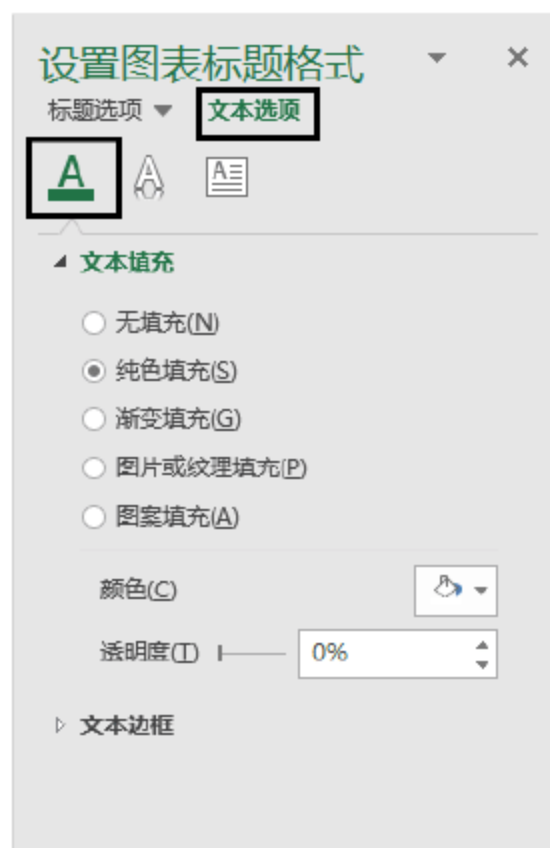 设置图表标题格式
标题选项 文本选项
文本填充
无填充(N)
纯色填充(S)
渐变填充(G)
图片或纹理填充(P)
图案填充(A)
颜色(C)
透明度(T) 0%
文本边框